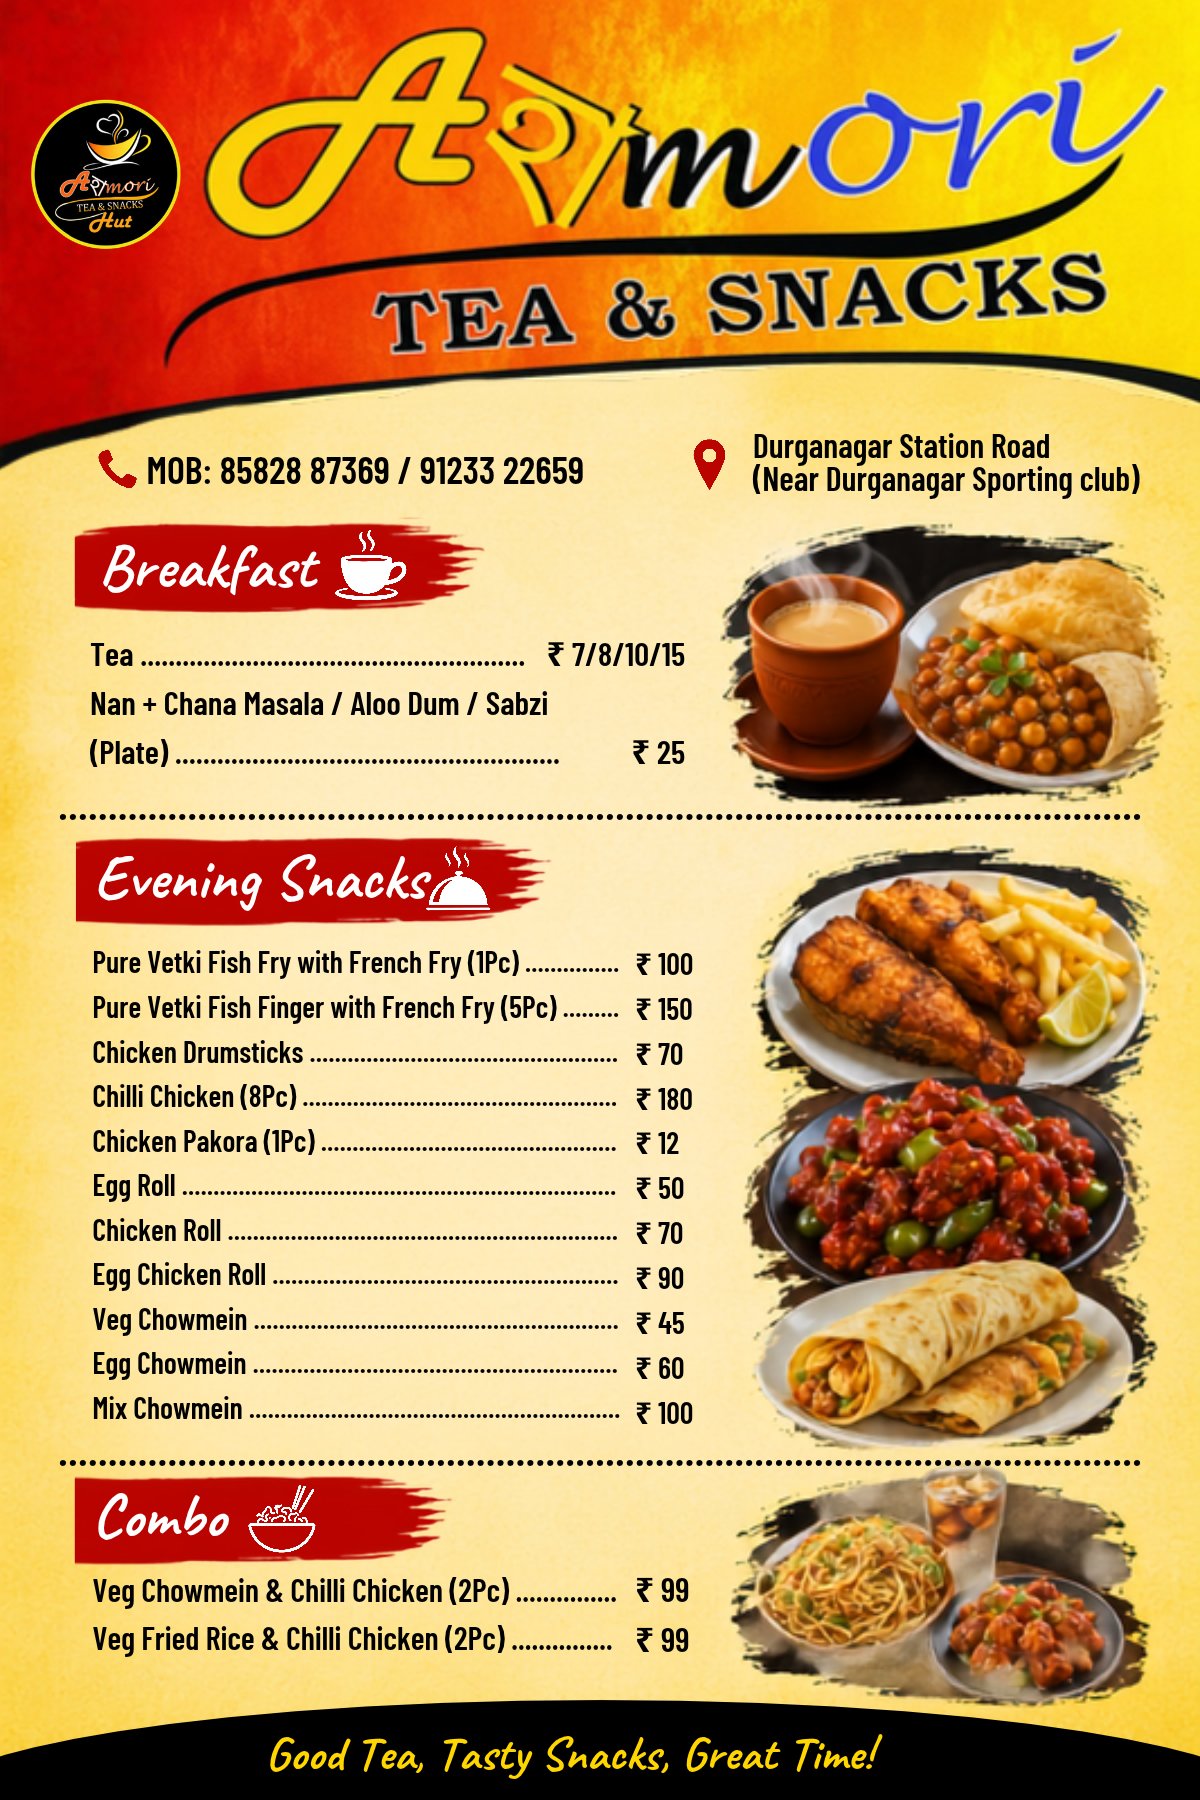 Aশmori
TEA & SNACKS
Aশmori
TEA & SNACKS
Hut
MOB: 85828 87369 / 91233 22659
Durganagar Station Road
(Near Durganagar Sporting club)
Breakfast
Tea ........................................................ ₹ 7/8/10/15
Nan + Chana Masala / Aloo Dum / Sabzi
(Plate) ........................................................ ₹ 25
Evening Snacks
Pure Vetki Fish Fry with French Fry (1Pc) ............... ₹ 100
Pure Vetki Fish Finger with French Fry (5Pc) ......... ₹ 150
Chicken Drumsticks .................................................. ₹ 70
Chilli Chicken (8Pc) .................................................. ₹ 180
Chicken Pakora (1Pc) ................................................ ₹ 12
Egg Roll ...................................................................... ₹ 50
Chicken Roll ............................................................... ₹ 70
Egg Chicken Roll ........................................................ ₹ 90
Veg Chowmein ........................................................... ₹ 45
Egg Chowmein ........................................................... ₹ 60
Mix Chowmein ............................................................ ₹ 100
Combo
Veg Chowmein & Chilli Chicken (2Pc) ............... ₹ 99
Veg Fried Rice & Chilli Chicken (2Pc) ............... ₹ 99
Good Tea, Tasty Snacks, Great Time!